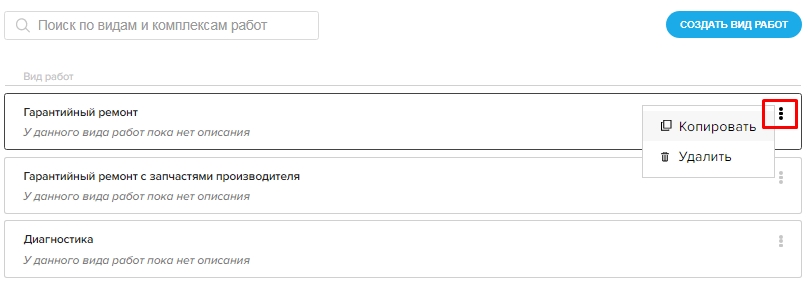 Поиск по видам и комплексам работ
СОЗДАТЬ ВИД РАБОТ
Вид работ
Гарантийный ремонт
У данного вида работ пока нет описания
Копировать
Удалить
Гарантийный ремонт с запчастями производителя
У данного вида работ пока нет описания
Диагностика
У данного вида работ пока нет описания